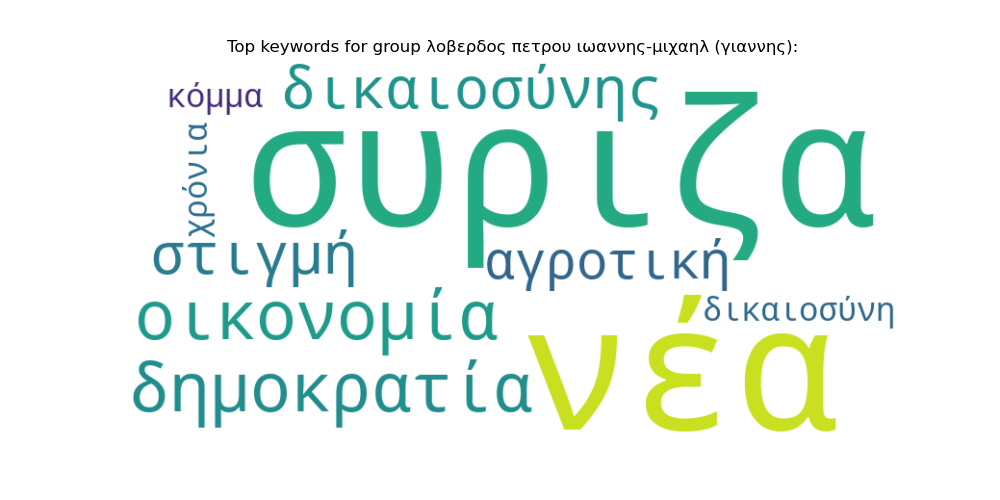 Top keywords for group λοβερδος πετρου ιωαννης-μιχαηλ (γιαννης):
κόμμα
δικαιοσύνης
χρόνια
συριζα
στιγμή
αγροτική
οικονομία
δικαιοσύνη
νέα
δημοκρατία